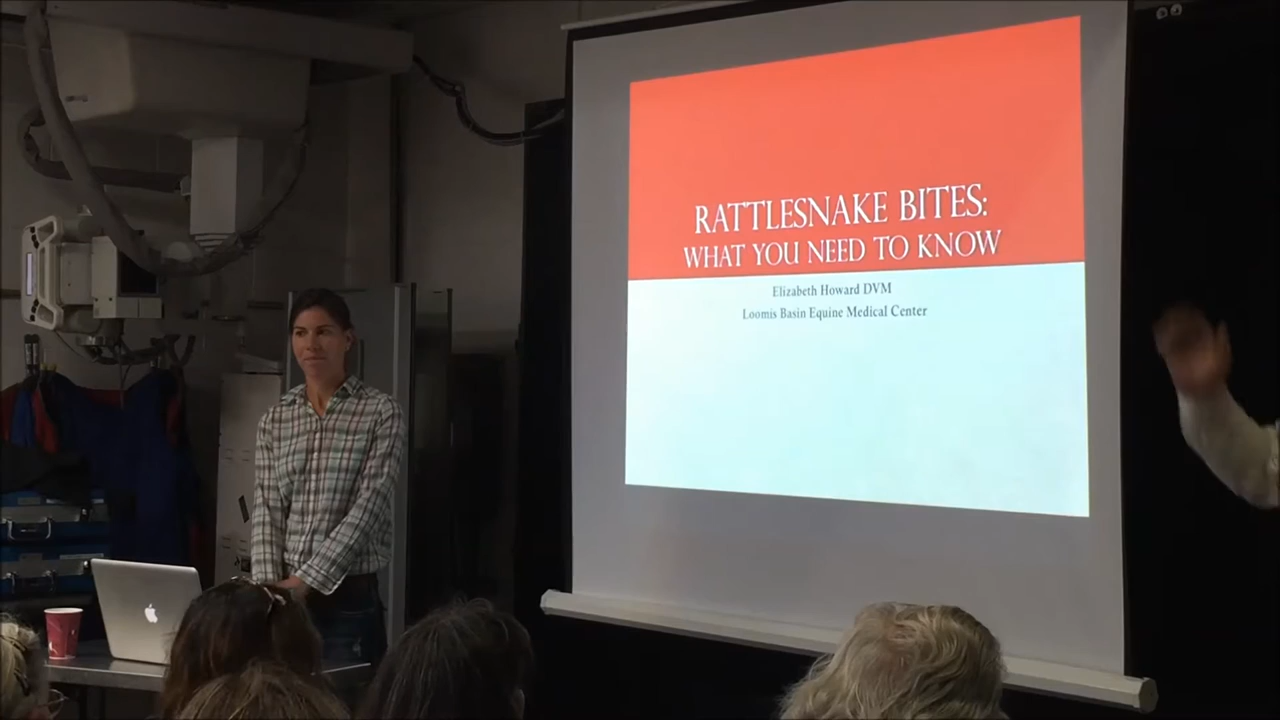 RATTLESNAKE BITES:
WHAT YOU NEED TO KNOW
Elizabeth Howard DVM
Loomis Basin Equine Medical Center